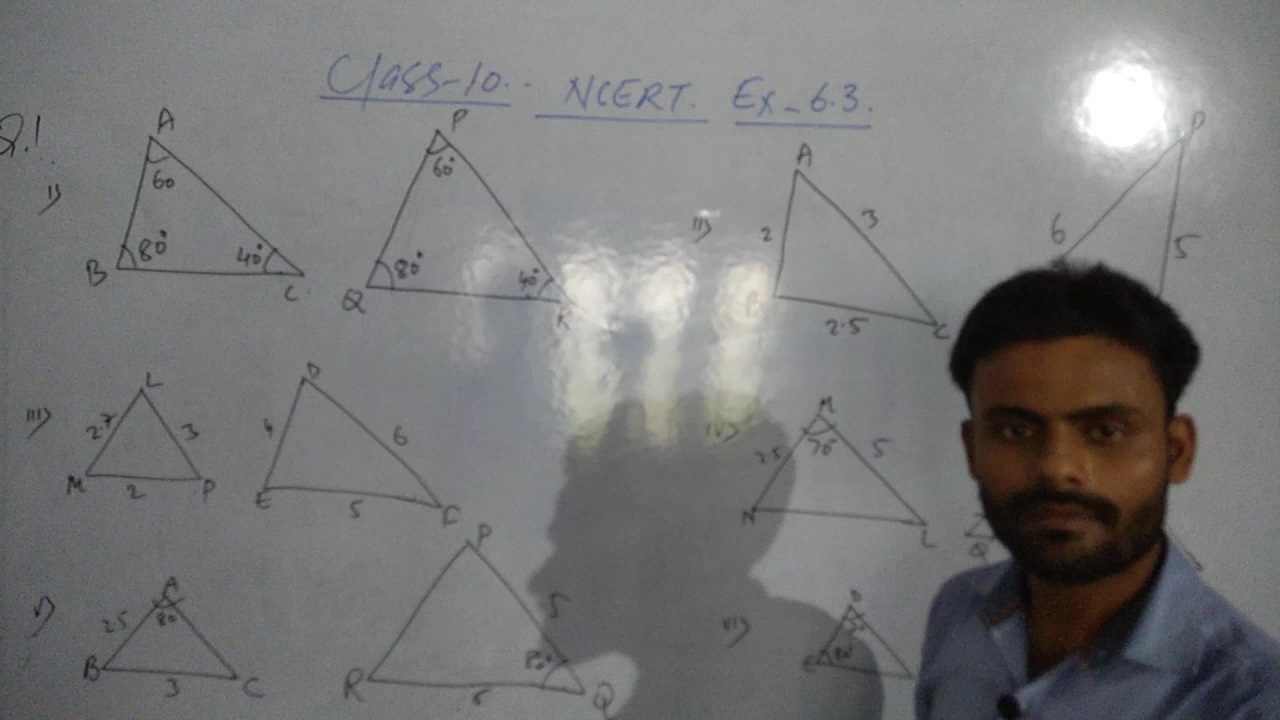 Class-10.. NCERT. Ex-6.3.
Q.1
i)
A
60
B 80° 40° C
P
60°
Q 80° 40° R
ii)
A
2 3
B 2.5 C
P
6 5
iii)
L
2.7 3
M 2 P
D
4 6
E 5 F
iv)
M
70°
2.5 5
N L
Q
v)
A
80
2.5
B 3 C
P
5
80°
R 6 Q
vi)
D
80°